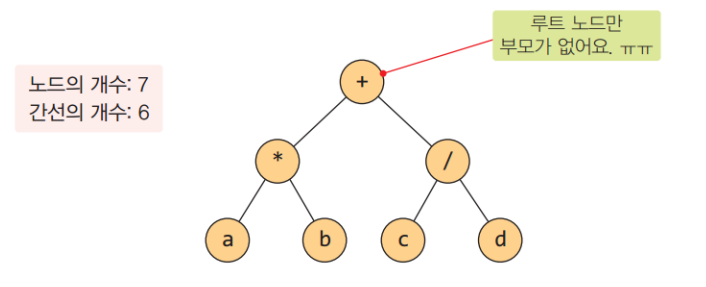 루트 노드만
부모가 없어요. ㅠㅠ
노드의 개수: 7
간선의 개수: 6
+
* /
a b c d